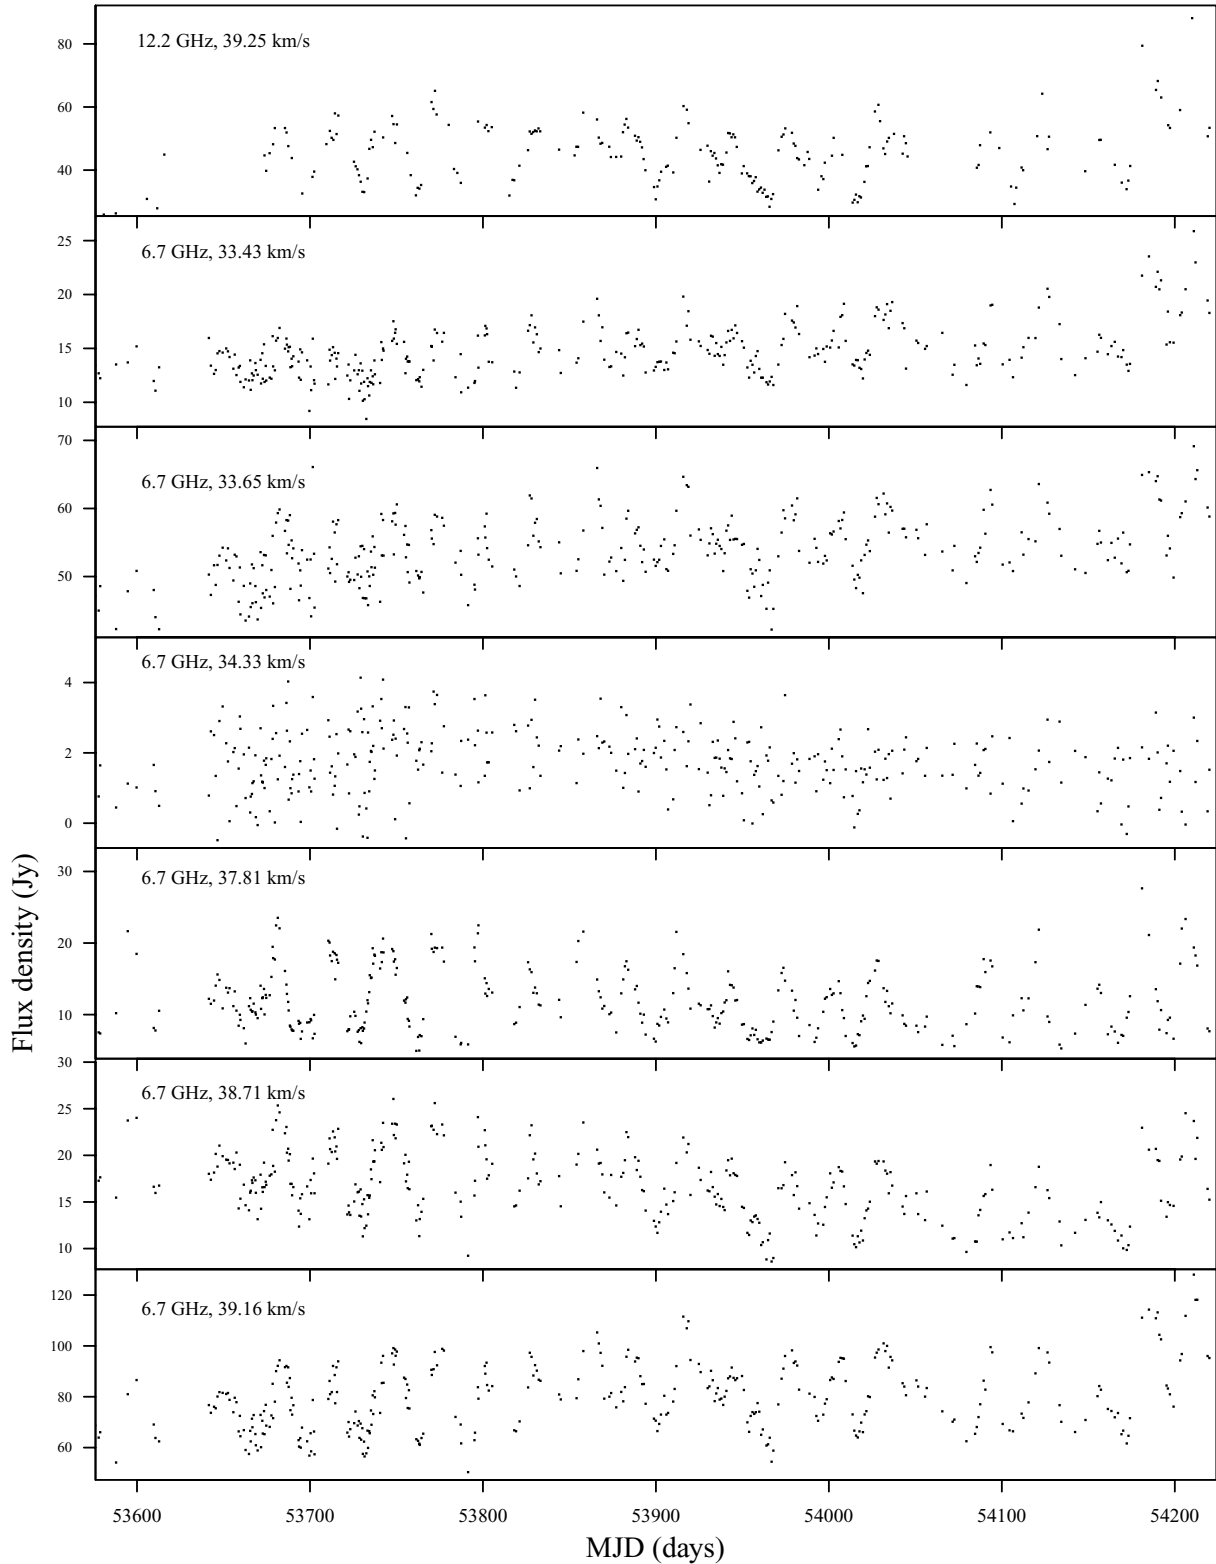 12.2 GHz, 39.25 km/s
80
60
40
6.7 GHz, 33.43 km/s
25
20
15
10
6.7 GHz, 33.65 km/s
70
60
50
6.7 GHz, 34.33 km/s
4
2
0
6.7 GHz, 37.81 km/s
30
20
10
6.7 GHz, 38.71 km/s
30
25
20
15
10
6.7 GHz, 39.16 km/s
120
100
80
60
Flux density (Jy)
53600 53700 53800 53900 54000 54100 54200
MJD (days)